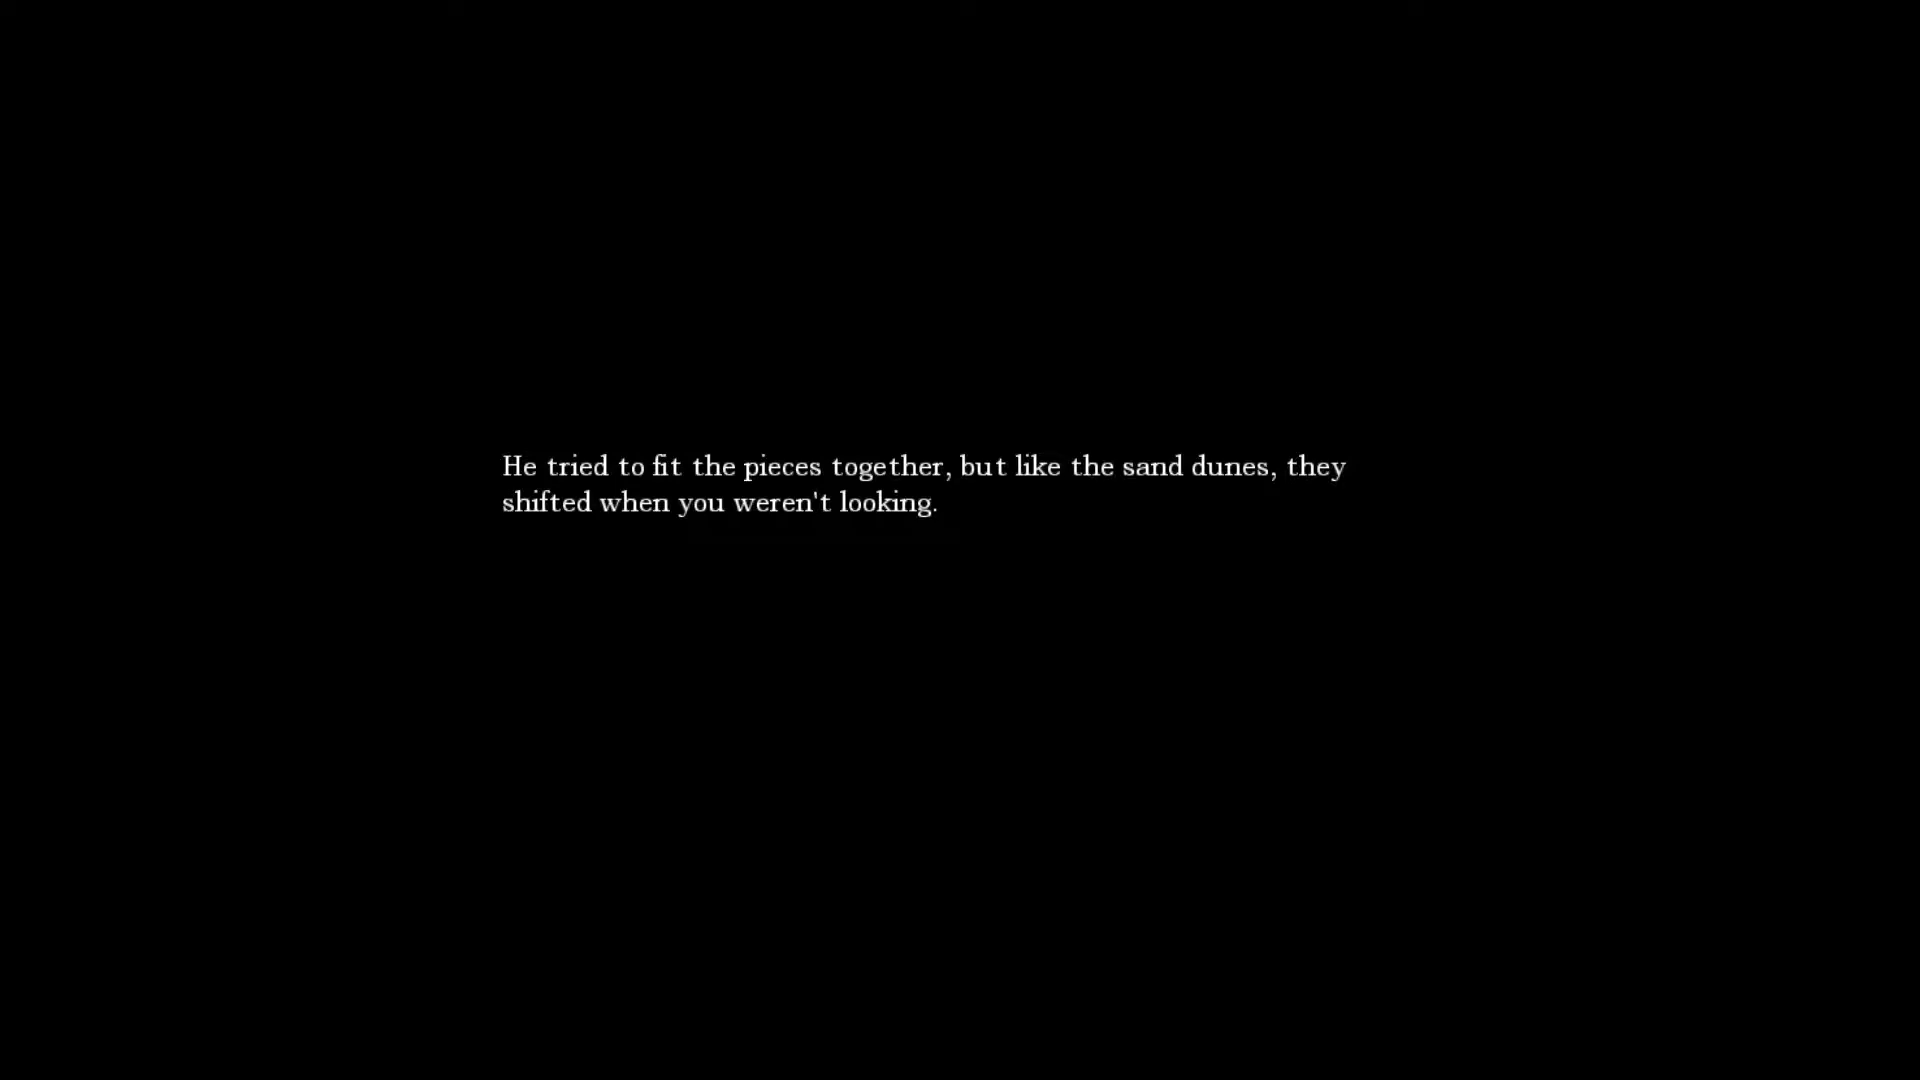 He tried to fit the pieces together, but like the sand dunes, they
shifted when you weren't looking.